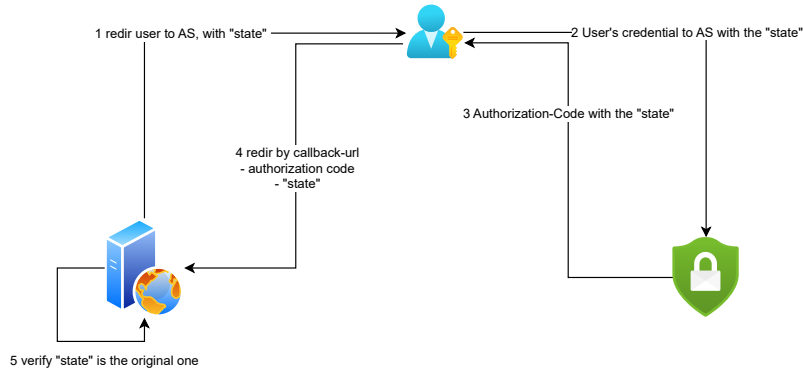 1 redir user to AS, with "state"
2 User's credential to AS with the "state"
3 Authorization-Code with the "state"
4 redir by callback-url
- authorization code
- "state"
5 verify "state" is the original one